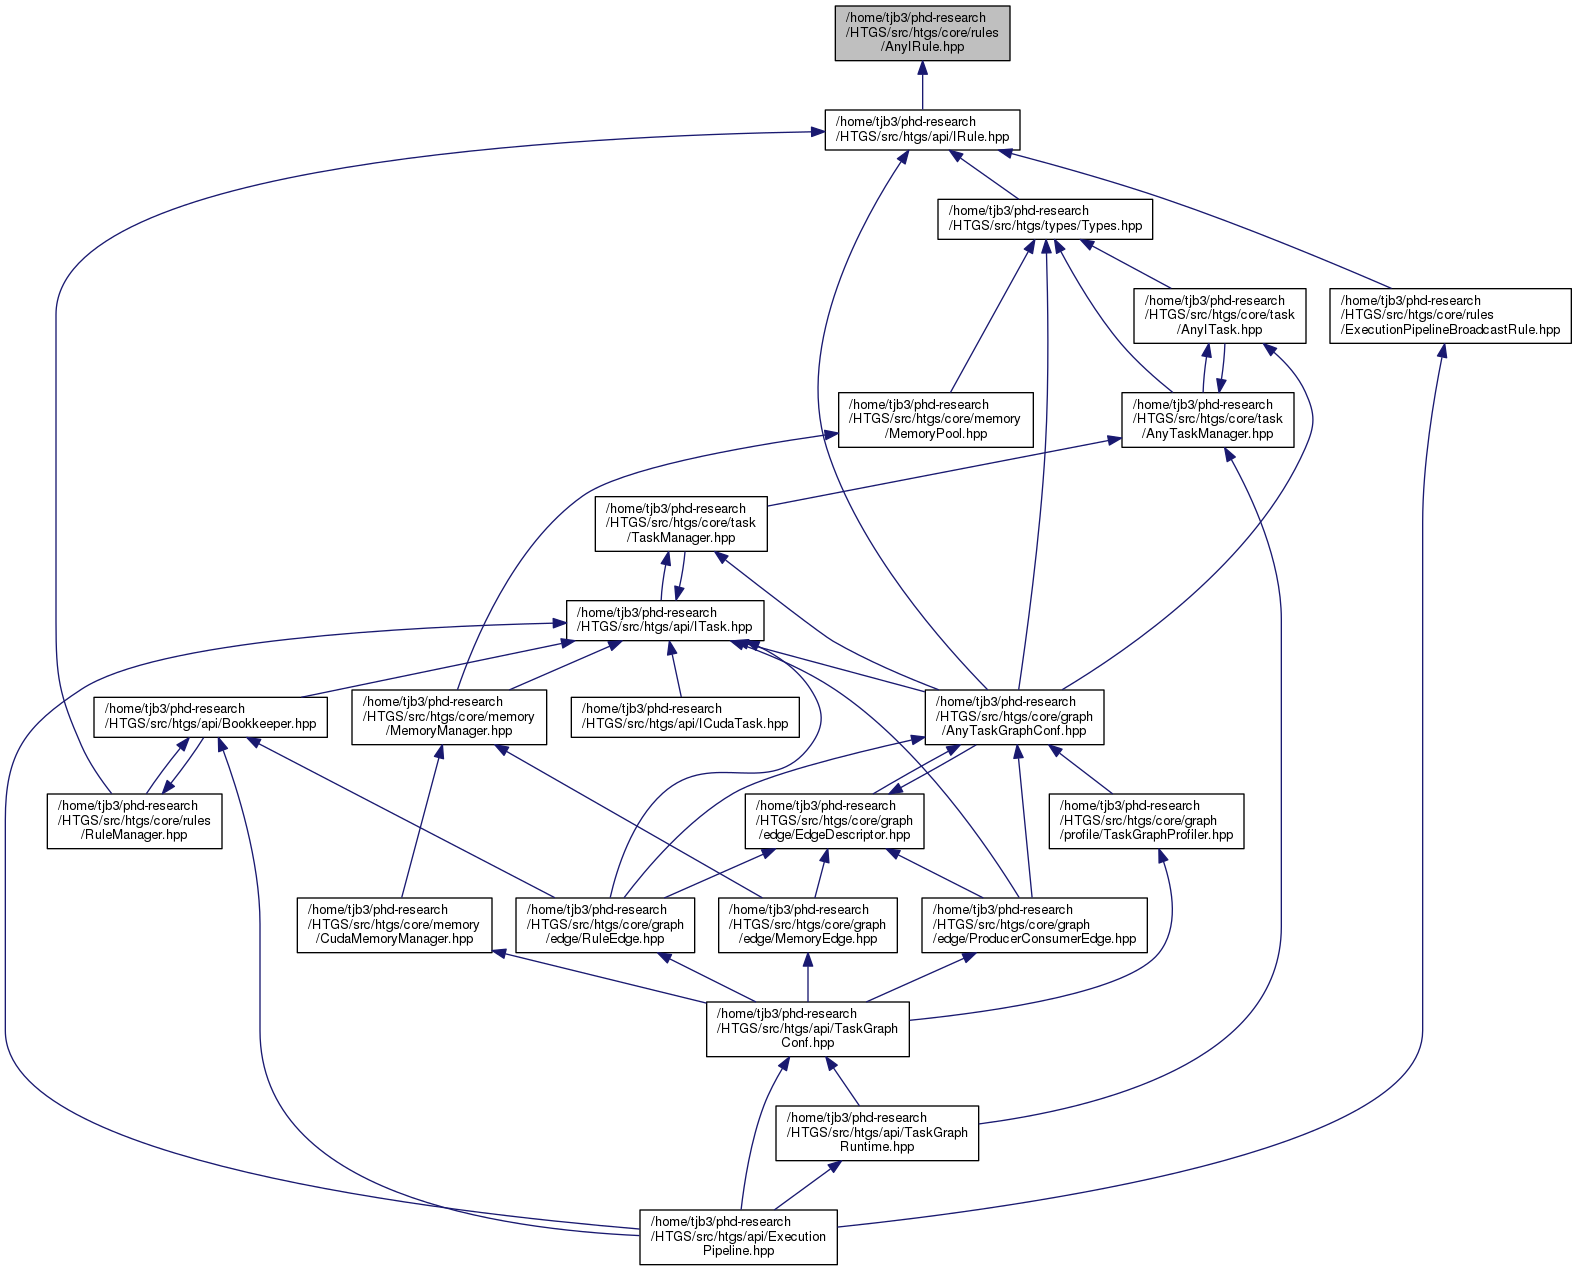 /home/tjb3/phd-research
/HTGS/src/htgs/core/rules
/AnyIRule.hpp
/home/tjb3/phd-research
/HTGS/src/htgs/api/IRule.hpp
/home/tjb3/phd-research
/HTGS/src/htgs/types/Types.hpp
/home/tjb3/phd-research
/HTGS/src/htgs/core/task
/AnyITask.hpp
/home/tjb3/phd-research
/HTGS/src/htgs/core/rules
/ExecutionPipelineBroadcastRule.hpp
/home/tjb3/phd-research
/HTGS/src/htgs/core/memory
/MemoryPool.hpp
/home/tjb3/phd-research
/HTGS/src/htgs/core/task
/AnyTaskManager.hpp
/home/tjb3/phd-research
/HTGS/src/htgs/core/task
/TaskManager.hpp
/home/tjb3/phd-research
/HTGS/src/htgs/api/ITask.hpp
/home/tjb3/phd-research
/HTGS/src/htgs/api/Bookkeeper.hpp
/home/tjb3/phd-research
/HTGS/src/htgs/core/memory
/MemoryManager.hpp
/home/tjb3/phd-research
/HTGS/src/htgs/api/ICudaTask.hpp
/home/tjb3/phd-research
/HTGS/src/htgs/core/graph
/AnyTaskGraphConf.hpp
/home/tjb3/phd-research
/HTGS/src/htgs/core/rules
/RuleManager.hpp
/home/tjb3/phd-research
/HTGS/src/htgs/core/graph
/edge/EdgeDescriptor.hpp
/home/tjb3/phd-research
/HTGS/src/htgs/core/graph
/profile/TaskGraphProfiler.hpp
/home/tjb3/phd-research
/HTGS/src/htgs/core/memory
/CudaMemoryManager.hpp
/home/tjb3/phd-research
/HTGS/src/htgs/core/graph
/edge/RuleEdge.hpp
/home/tjb3/phd-research
/HTGS/src/htgs/core/graph
/edge/MemoryEdge.hpp
/home/tjb3/phd-research
/HTGS/src/htgs/core/graph
/edge/ProducerConsumerEdge.hpp
/home/tjb3/phd-research
/HTGS/src/htgs/api/TaskGraph
Conf.hpp
/home/tjb3/phd-research
/HTGS/src/htgs/api/TaskGraph
Runtime.hpp
/home/tjb3/phd-research
/HTGS/src/htgs/api/Execution
Pipeline.hpp